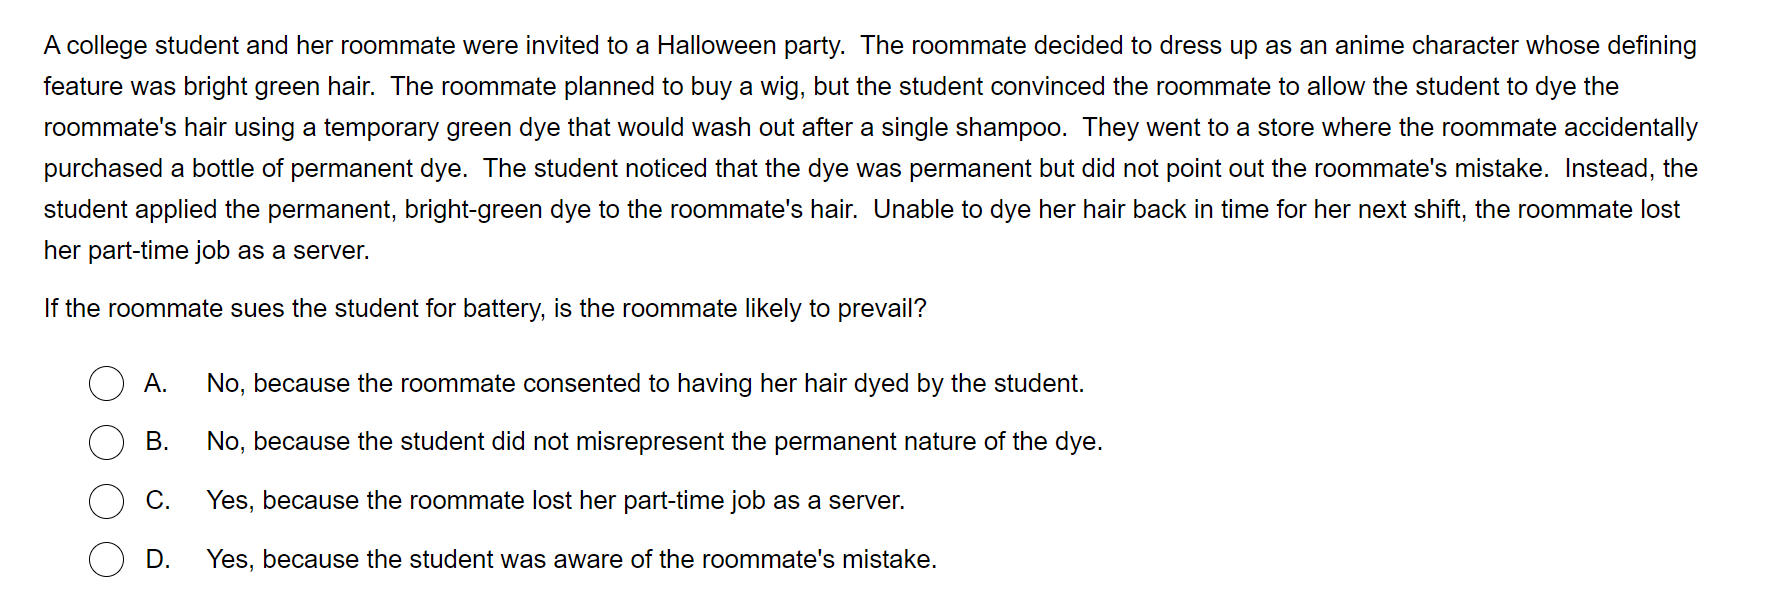 A college student and her roommate were invited to a Halloween party.  The roommate decided to dress up as an anime character whose defining
feature was bright green hair.  The roommate planned to buy a wig, but the student convinced the roommate to allow the student to dye the
roommate's hair using a temporary green dye that would wash out after a single shampoo.  They went to a store where the roommate accidentally
purchased a bottle of permanent dye.  The student noticed that the dye was permanent but did not point out the roommate's mistake.  Instead, the
student applied the permanent, bright-green dye to the roommate's hair.  Unable to dye her hair back in time for her next shift, the roommate lost
her part-time job as a server.
If the roommate sues the student for battery, is the roommate likely to prevail?
A. No, because the roommate consented to having her hair dyed by the student.
B. No, because the student did not misrepresent the permanent nature of the dye.
C. Yes, because the roommate lost her part-time job as a server.
D. Yes, because the student was aware of the roommate's mistake.